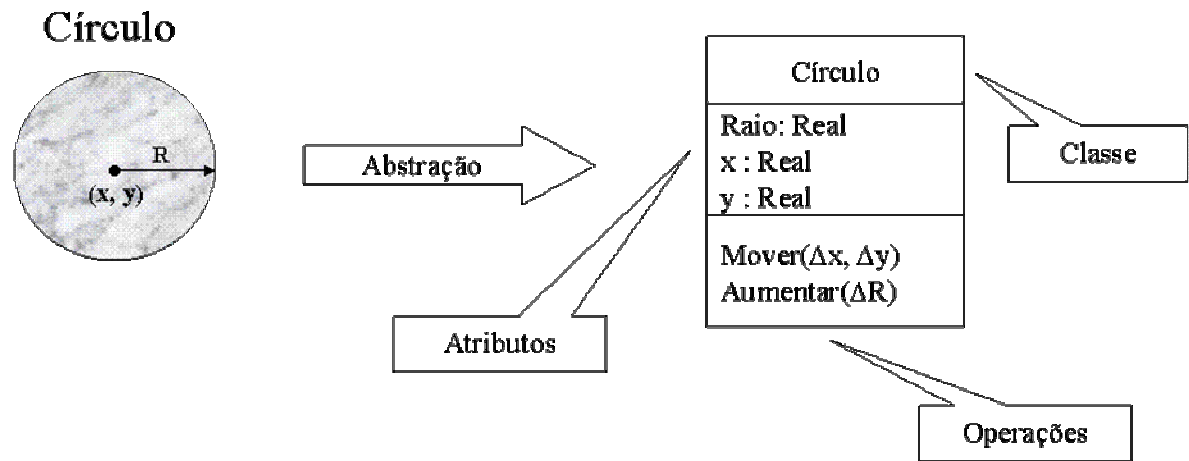 Círculo
R
(x, y)
Abstração
Círculo
Raio: Real
x : Real
y : Real
Mover(Δx, Δy)
Aumentar(ΔR)
Classe
Atributos
Operações